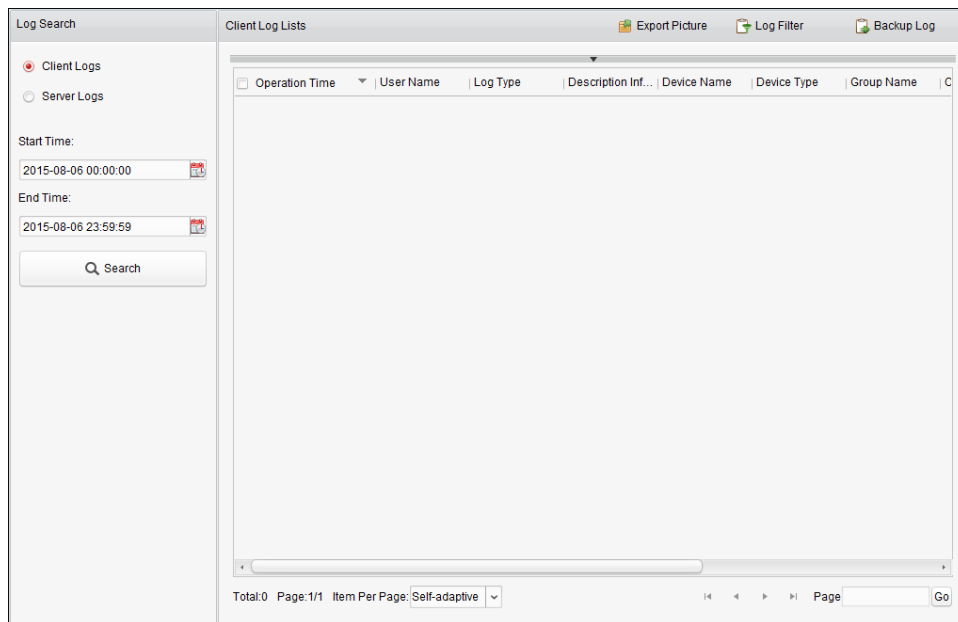 Log Search
Client Logs
Server Logs
Start Time:
2015-08-06 00:00:00
End Time:
2015-08-06 23:59:59
Search
Client Log Lists
Export Picture
Log Filter
Backup Log
Operation Time User Name Log Type Description Inf... Device Name Device Type Group Name
Total:0 Page:1/1 Item Per Page: Self-adaptive
Page Go